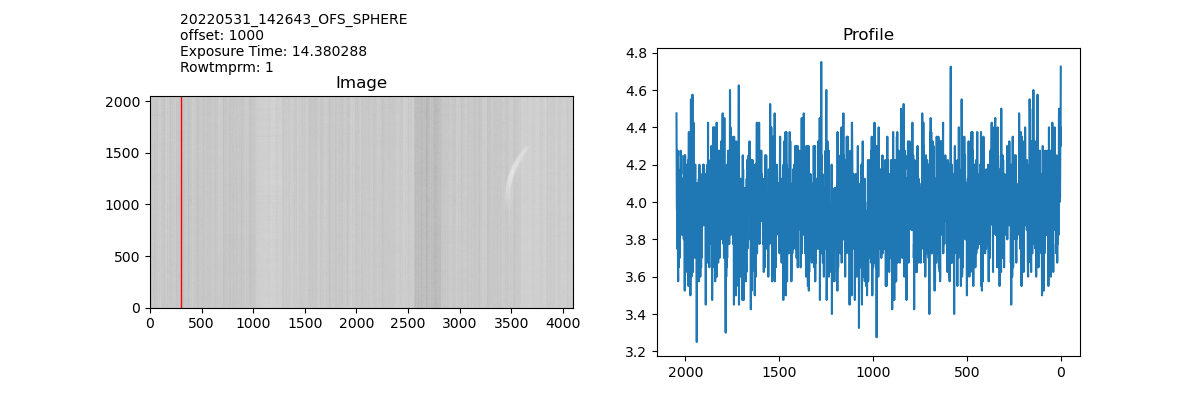 20220531_142643_OFS_SPHERE
offset: 1000
Exposure Time: 14.380288
Rowtmprm: 1
Image
2000
1500
1000
500
0
0 500 1000 1500 2000 2500 3000 3500 4000
Profile
4.8
4.6
4.4
4.2
4.0
3.8
3.6
3.4
3.2
2000 1500 1000 500 0